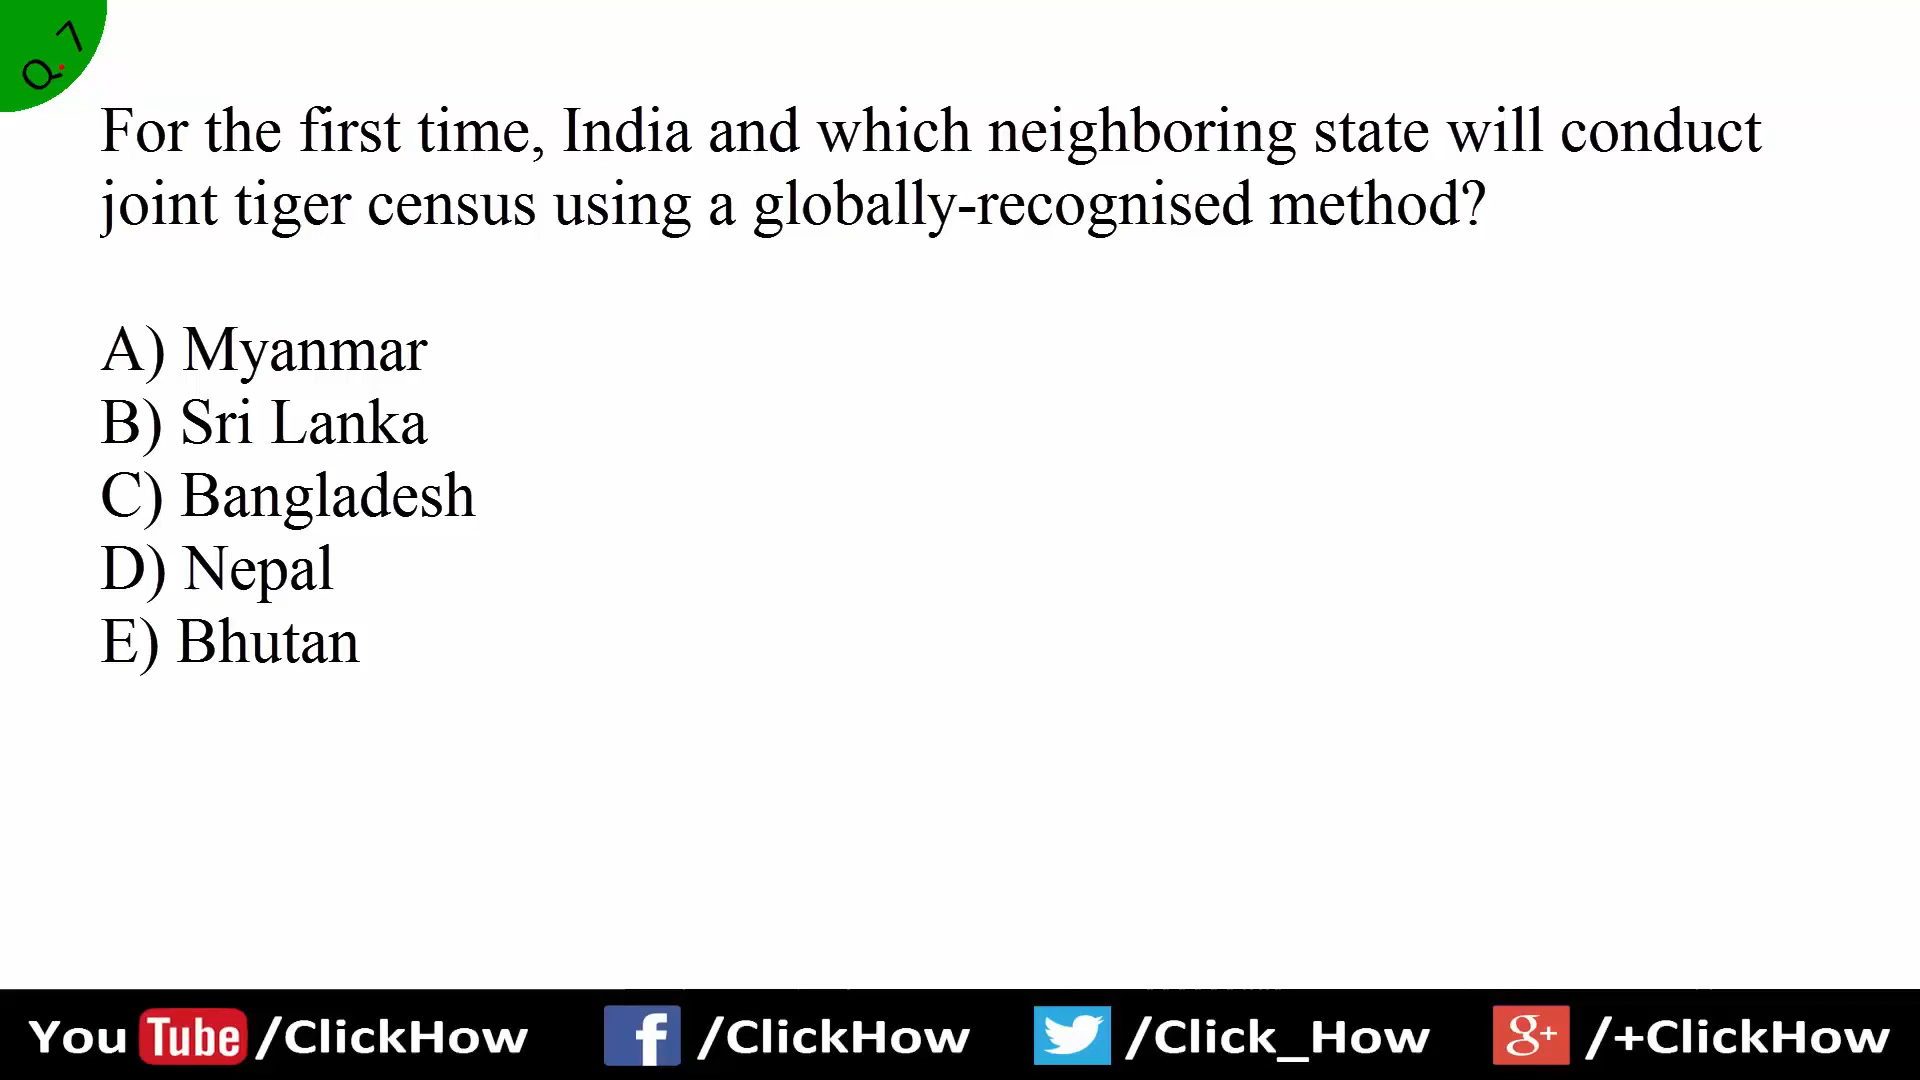 Q.7
For the first time, India and which neighboring state will conduct
joint tiger census using a globally-recognised method?
A) Myanmar
B) Sri Lanka
C) Bangladesh
D) Nepal
E) Bhutan
You Tube /ClickHow f /ClickHow /Click_How g+ /+ClickHow